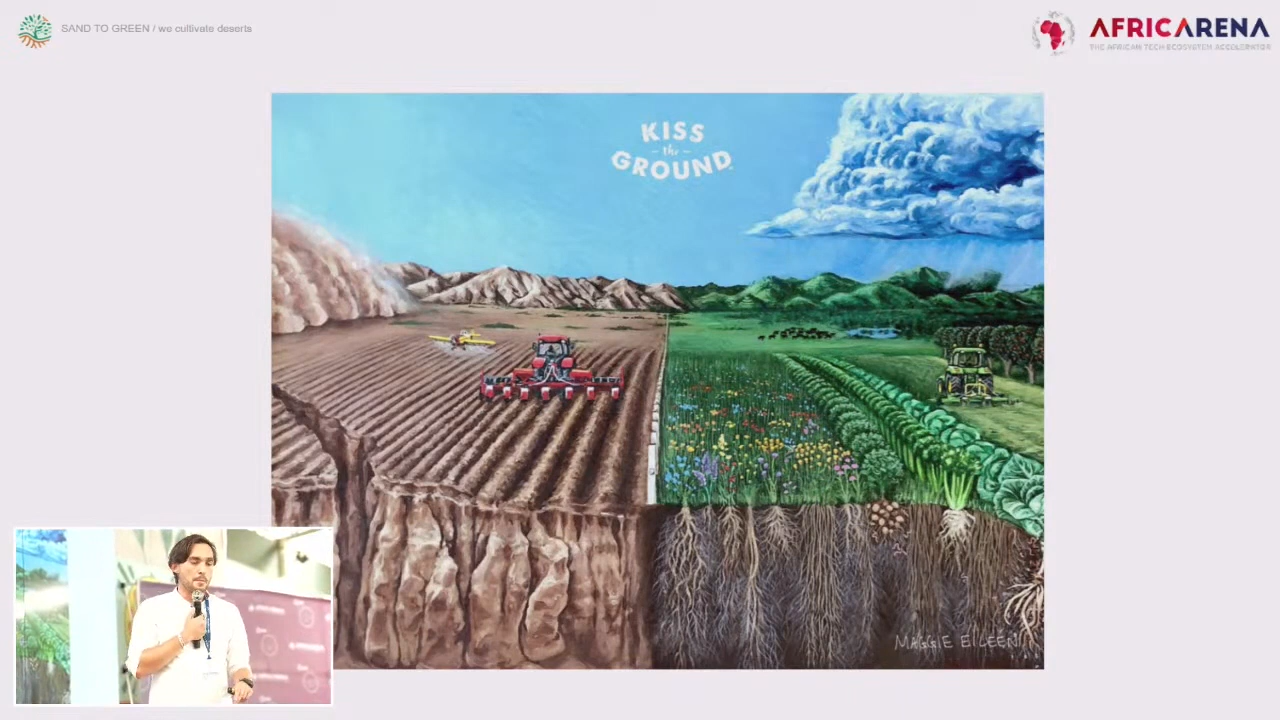 SAND TO GREEN / we cultivate deserts
AFRICARENA
THE AFRICAN TECH ECOSYSTEM ACCELERATOR
KISS
the
GROUND
MAGGIE EILEEN